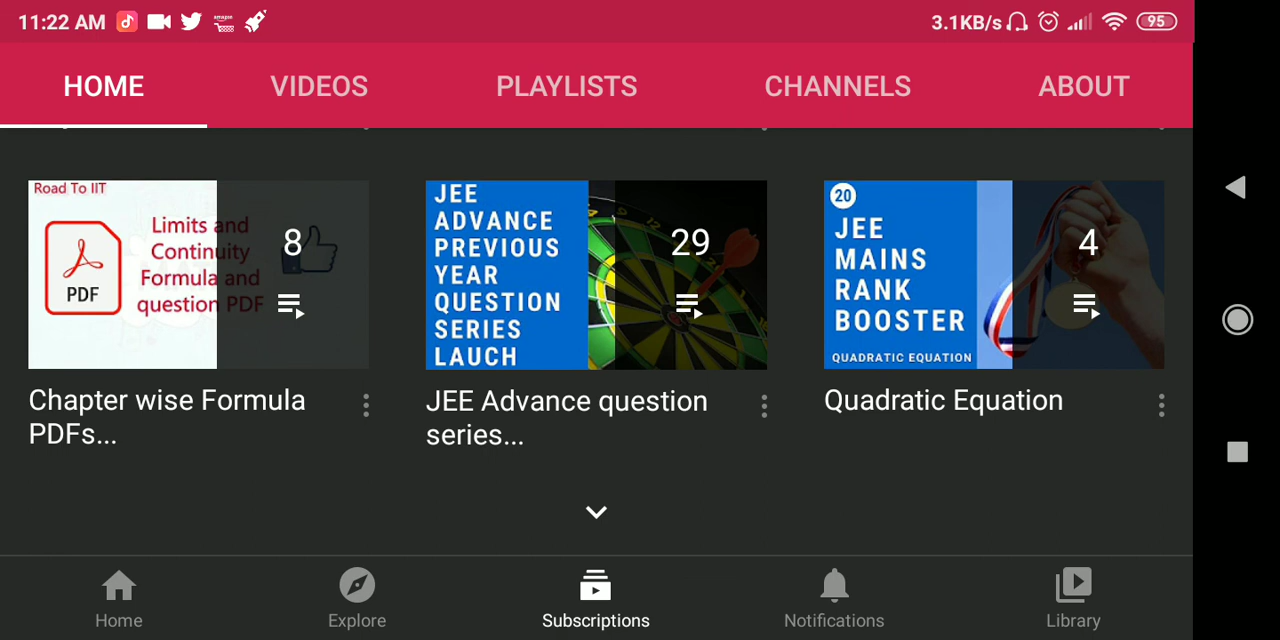 11:22 AM
amazon
3.1KB/s
95
HOME
VIDEOS
PLAYLISTS
CHANNELS
ABOUT
Road To IIT
PDF
Limits and
Continuity
Formula and
question PDF
8
JEE
ADVANCE
PREVIOUS
YEAR
QUESTION
SERIES
LAUCH
29
20
JEE
MAINS
RANK
BOOSTER
QUADRATIC EQUATION
4
Chapter wise Formula
PDFs...
JEE Advance question
series...
Quadratic Equation
Home
Explore
Subscriptions
Notifications
Library